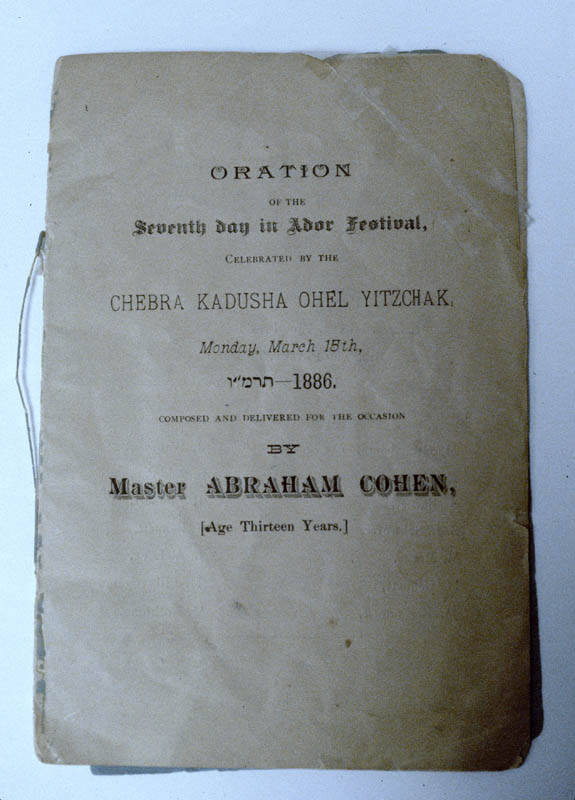 ORATION
OF THE
Seventh day in Ador Festival,
CELEBRATED BY THE
CHEBRA KADUSHA OHEL YITZCHAK,
Monday, March 15th,
תרמ״ו—1886.
COMPOSED AND DELIVERED FOR THE OCCASION
BY
Master ABRAHAM COHEN,
[Age Thirteen Years.]